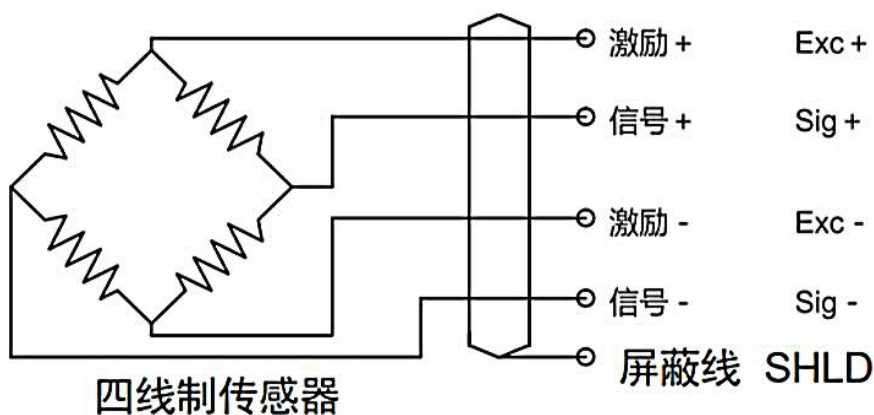 激励+ Exc+
信号+ Sig+
激励- Exc-
信号- Sig-
屏蔽线 SHLD
四线制传感器